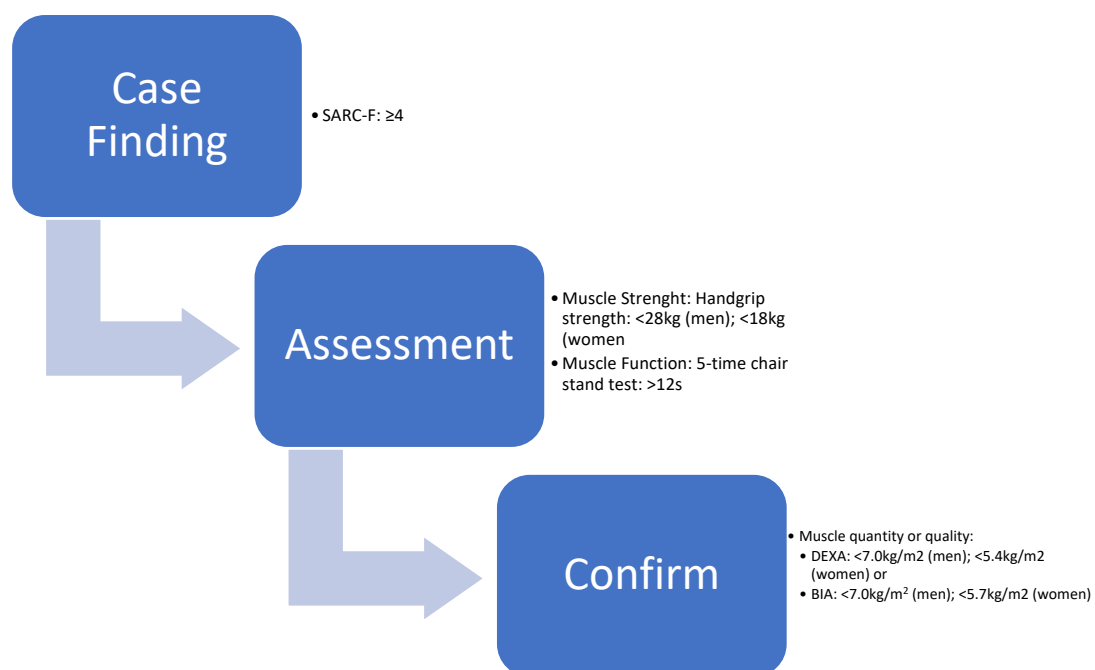 Case
Finding
• SARC-F: ≥4
Assessment
• Muscle Strenght: Handgrip
strength: <28kg (men); <18kg
(women
• Muscle Function: 5-time chair
stand test: >12s
Confirm
• Muscle quantity or quality:
• DEXA: <7.0kg/m2 (men); <5.4kg/m2
(women) or
• BIA: <7.0kg/m² (men); <5.7kg/m2 (women)